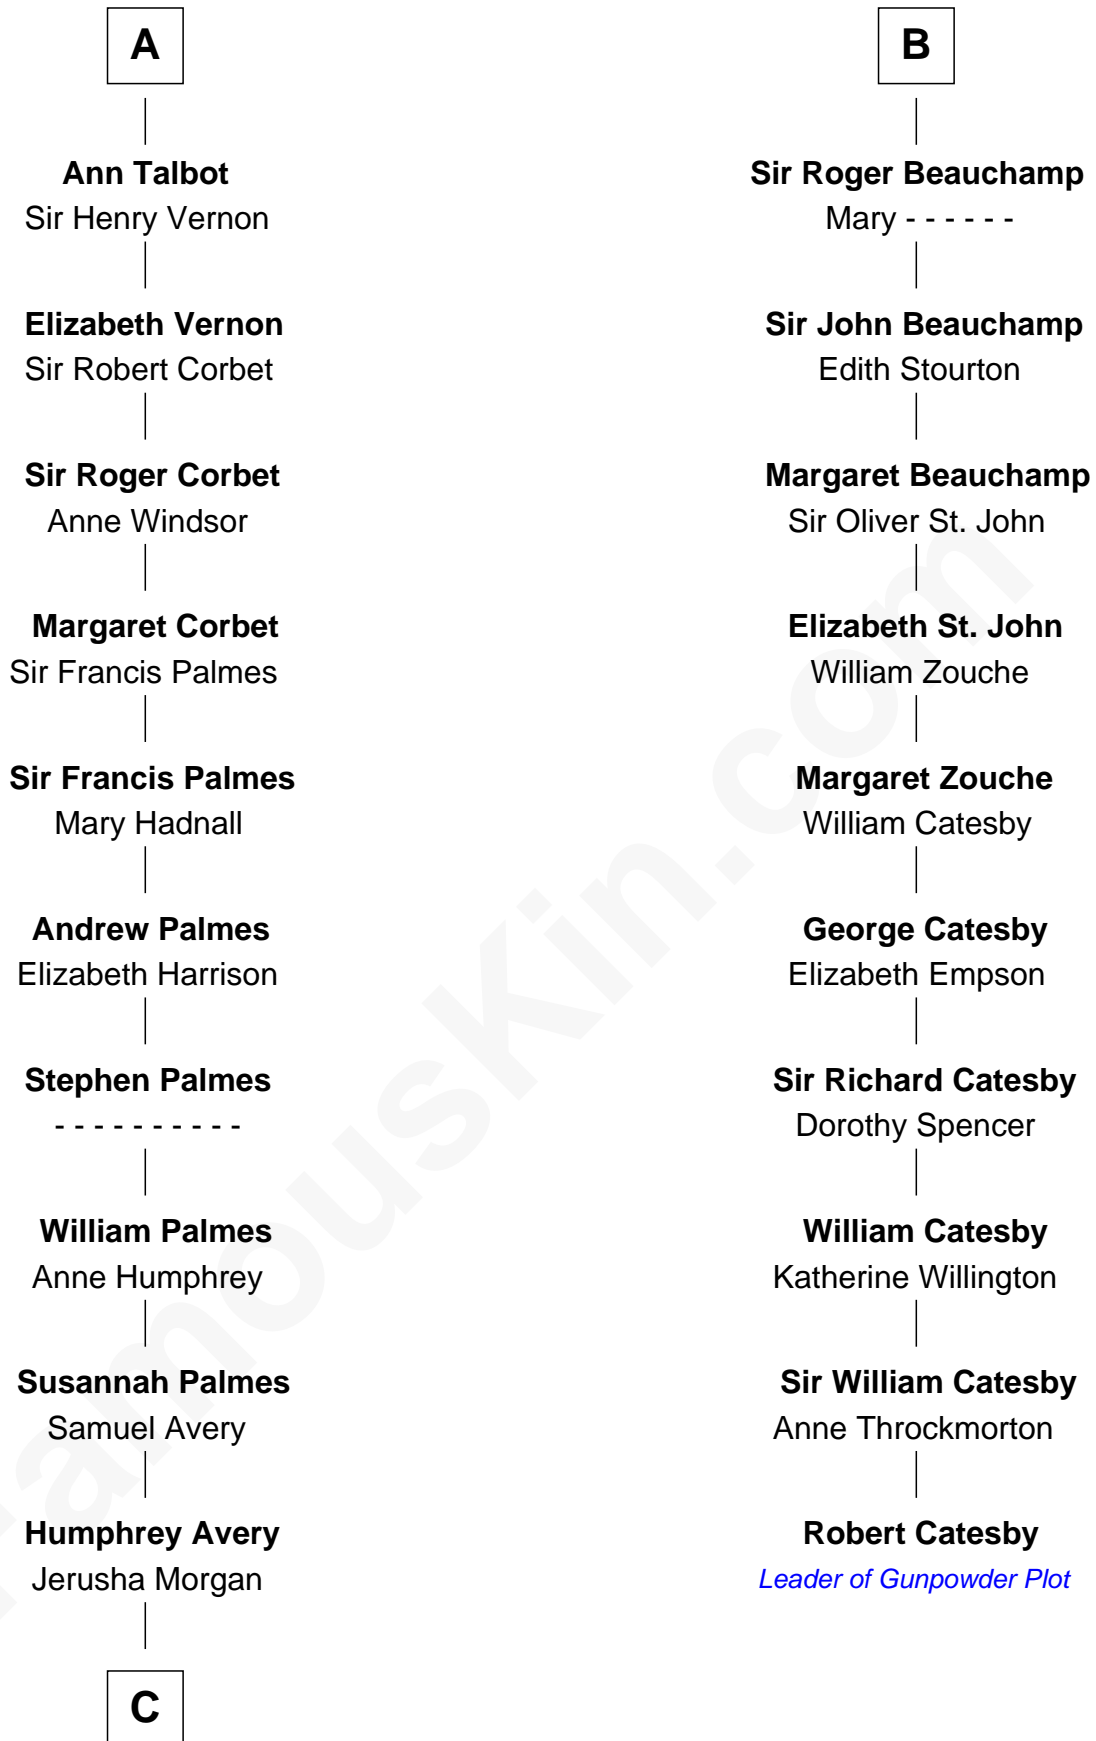 A
Ann Talbot
Sir Henry Vernon
Elizabeth Vernon
Sir Robert Corbet
Sir Roger Corbet
Anne Windsor
Margaret Corbet
Sir Francis Palmes
Sir Francis Palmes
Mary Hadnall
Andrew Palmes
Elizabeth Harrison
Stephen Palmes
- - - - - - - - - -
William Palmes
Anne Humphrey
Susannah Palmes
Samuel Avery
Humphrey Avery
Jerusha Morgan
C
B
Sir Roger Beauchamp
Mary - - - - - -
Sir John Beauchamp
Edith Stourton
Margaret Beauchamp
Sir Oliver St. John
Elizabeth St. John
William Zouche
Margaret Zouche
William Catesby
George Catesby
Elizabeth Empson
Sir Richard Catesby
Dorothy Spencer
William Catesby
Katherine Willington
Sir William Catesby
Anne Throckmorton
Robert Catesby
Leader of Gunpowder Plot
FamousKin.com